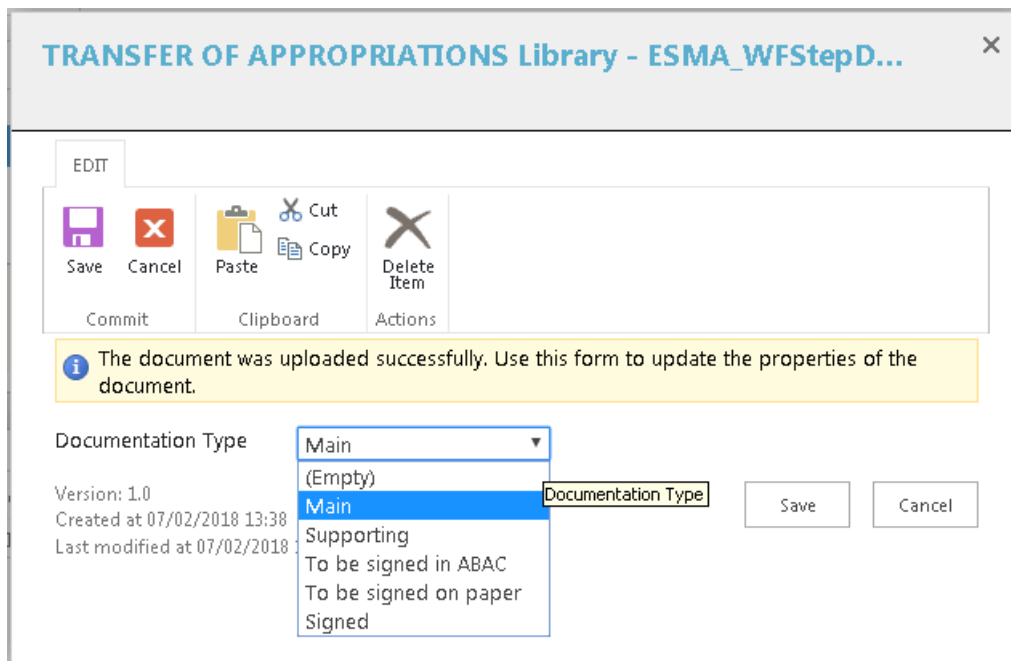 TRANSFER OF APPROPRIATIONS Library - ESMA_WFStepD...
EDIT
Save
Cancel
Paste
Cut
Copy
Delete
Item
Commit
Clipboard
Actions
The document was uploaded successfully. Use this form to update the properties of the
document.
Documentation Type
Main
(Empty)
Main
Supporting
To be signed in ABAC
To be signed on paper
Signed
Documentation Type
Version: 1.0
Created at 07/02/2018 13:38
Last modified at 07/02/2018
Save
Cancel